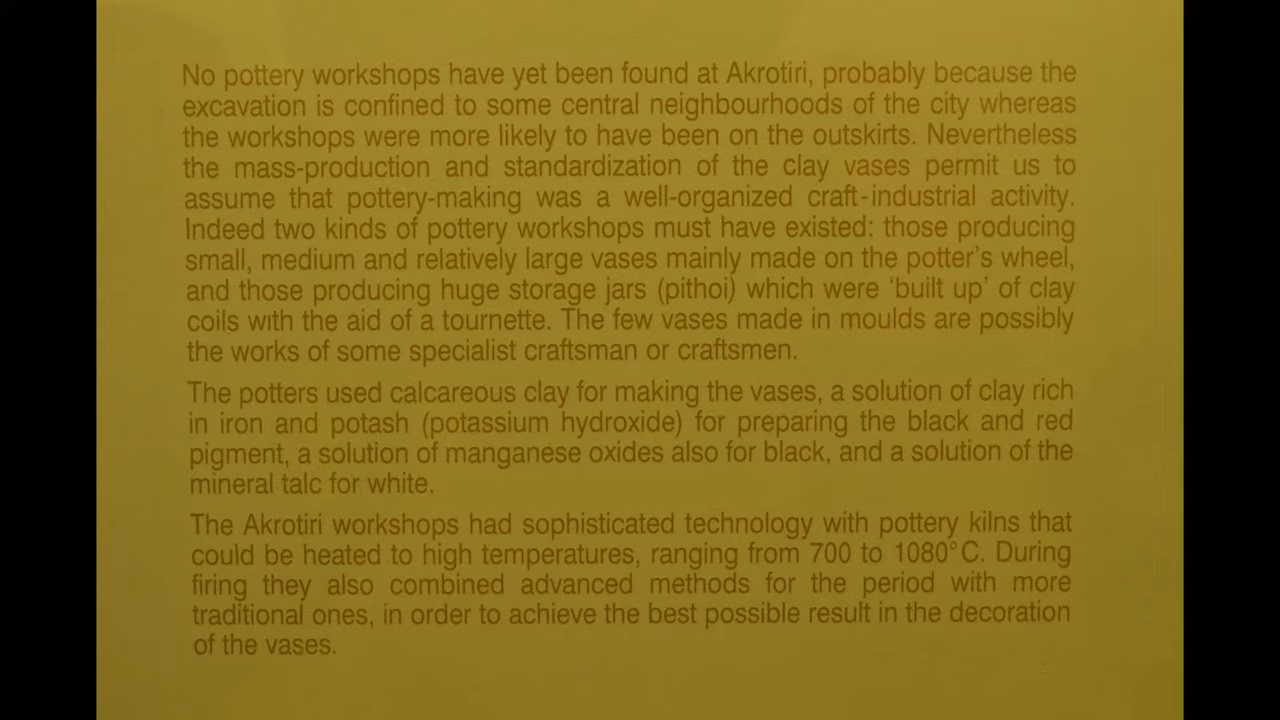 No pottery workshops have yet been found at Akrotiri, probably because the
excavation is confined to some central neighbourhoods of the city whereas
the workshops were more likely to have been on the outskirts. Nevertheless
the mass-production and standardization of the clay vases permit us to
assume that pottery-making was a well-organized craft-industrial activity.
Indeed two kinds of pottery workshops must have existed: those producing
small, medium and relatively large vases mainly made on the potter's wheel,
and those producing huge storage jars (pithoi) which were ‘built up’ of clay
coils with the aid of a tournette. The few vases made in moulds are possibly
the works of some specialist craftsman or craftsmen.
The potters used calcareous clay for making the vases, a solution of clay rich
in iron and potash (potassium hydroxide) for preparing the black and red
pigment, a solution of manganese oxides also for black, and a solution of the
mineral talc for white.
The Akrotiri workshops had sophisticated technology with pottery kilns that
could be heated to high temperatures, ranging from 700 to 1080°C. During
firing they also combined advanced methods for the period with more
traditional ones, in order to achieve the best possible result in the decoration
of the vases.